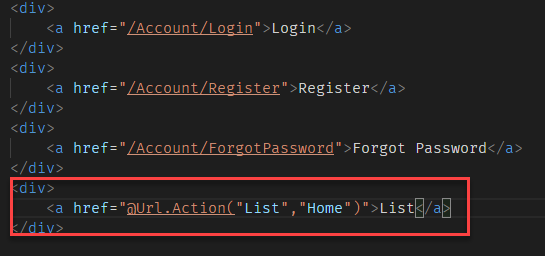 <div>
<a href="/Account/Login">Login</a>
</div>
<div>
<a href="/Account/Register">Register</a>
</div>
<div>
<a href="/Account/ForgotPassword">Forgot Password</a>
</div>
<div>
<a href="@Url.Action("List","Home")">List</a>
</div>